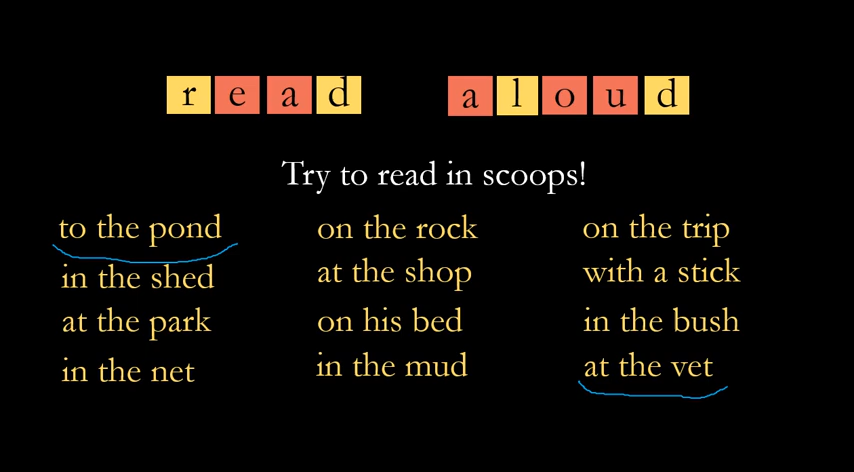 read aloud
Try to read in scoops!
to the pond
in the shed
at the park
in the net
on the rock
at the shop
on his bed
in the mud
on the trip
with a stick
in the bush
at the vet